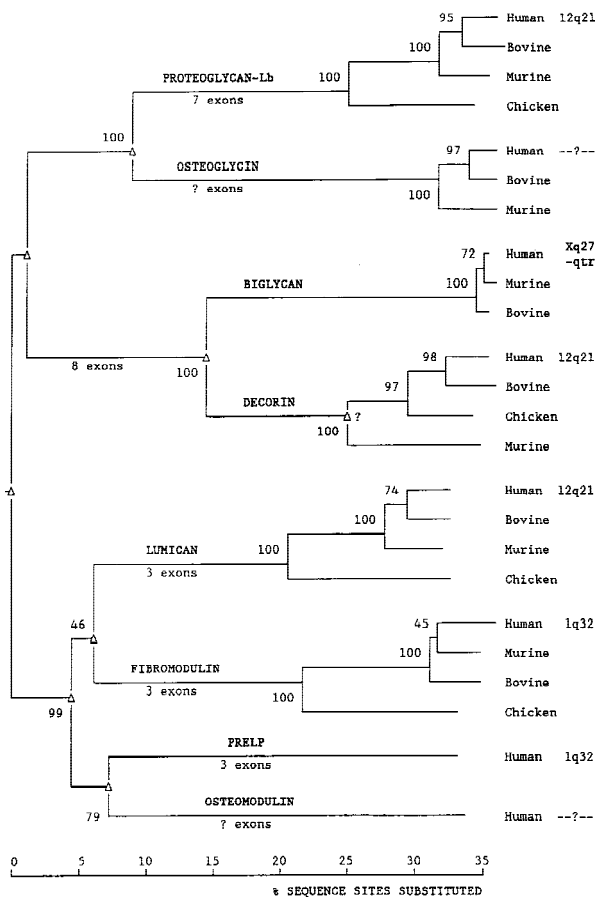 95 Human 12q21
100 Bovine
PROTEOGLYCAN-Lb 100 Murine
7 exons Chicken
100
97 Human --?--
OSTEOGLYCIN Bovine
? exons 100 Murine
72 Human Xq27
-qtr
BIGLYCAN 100 Murine
Bovine
8 exons 100
98 Human 12q21
97 Bovine
DECORIN ? Chicken
100 Murine
74 Human 12q21
100 Bovine
LUMICAN 100 Murine
3 exons Chicken
46 45 Human 1q32
100 Murine
FIBROMODULIN Bovine
3 exons 100 Chicken
99
PRELP Human 1q32
3 exons
OSTEOMODULIN
79 ? exons Human --?--
0 5 10 15 20 25 30 35
% SEQUENCE SITES SUBSTITUTED